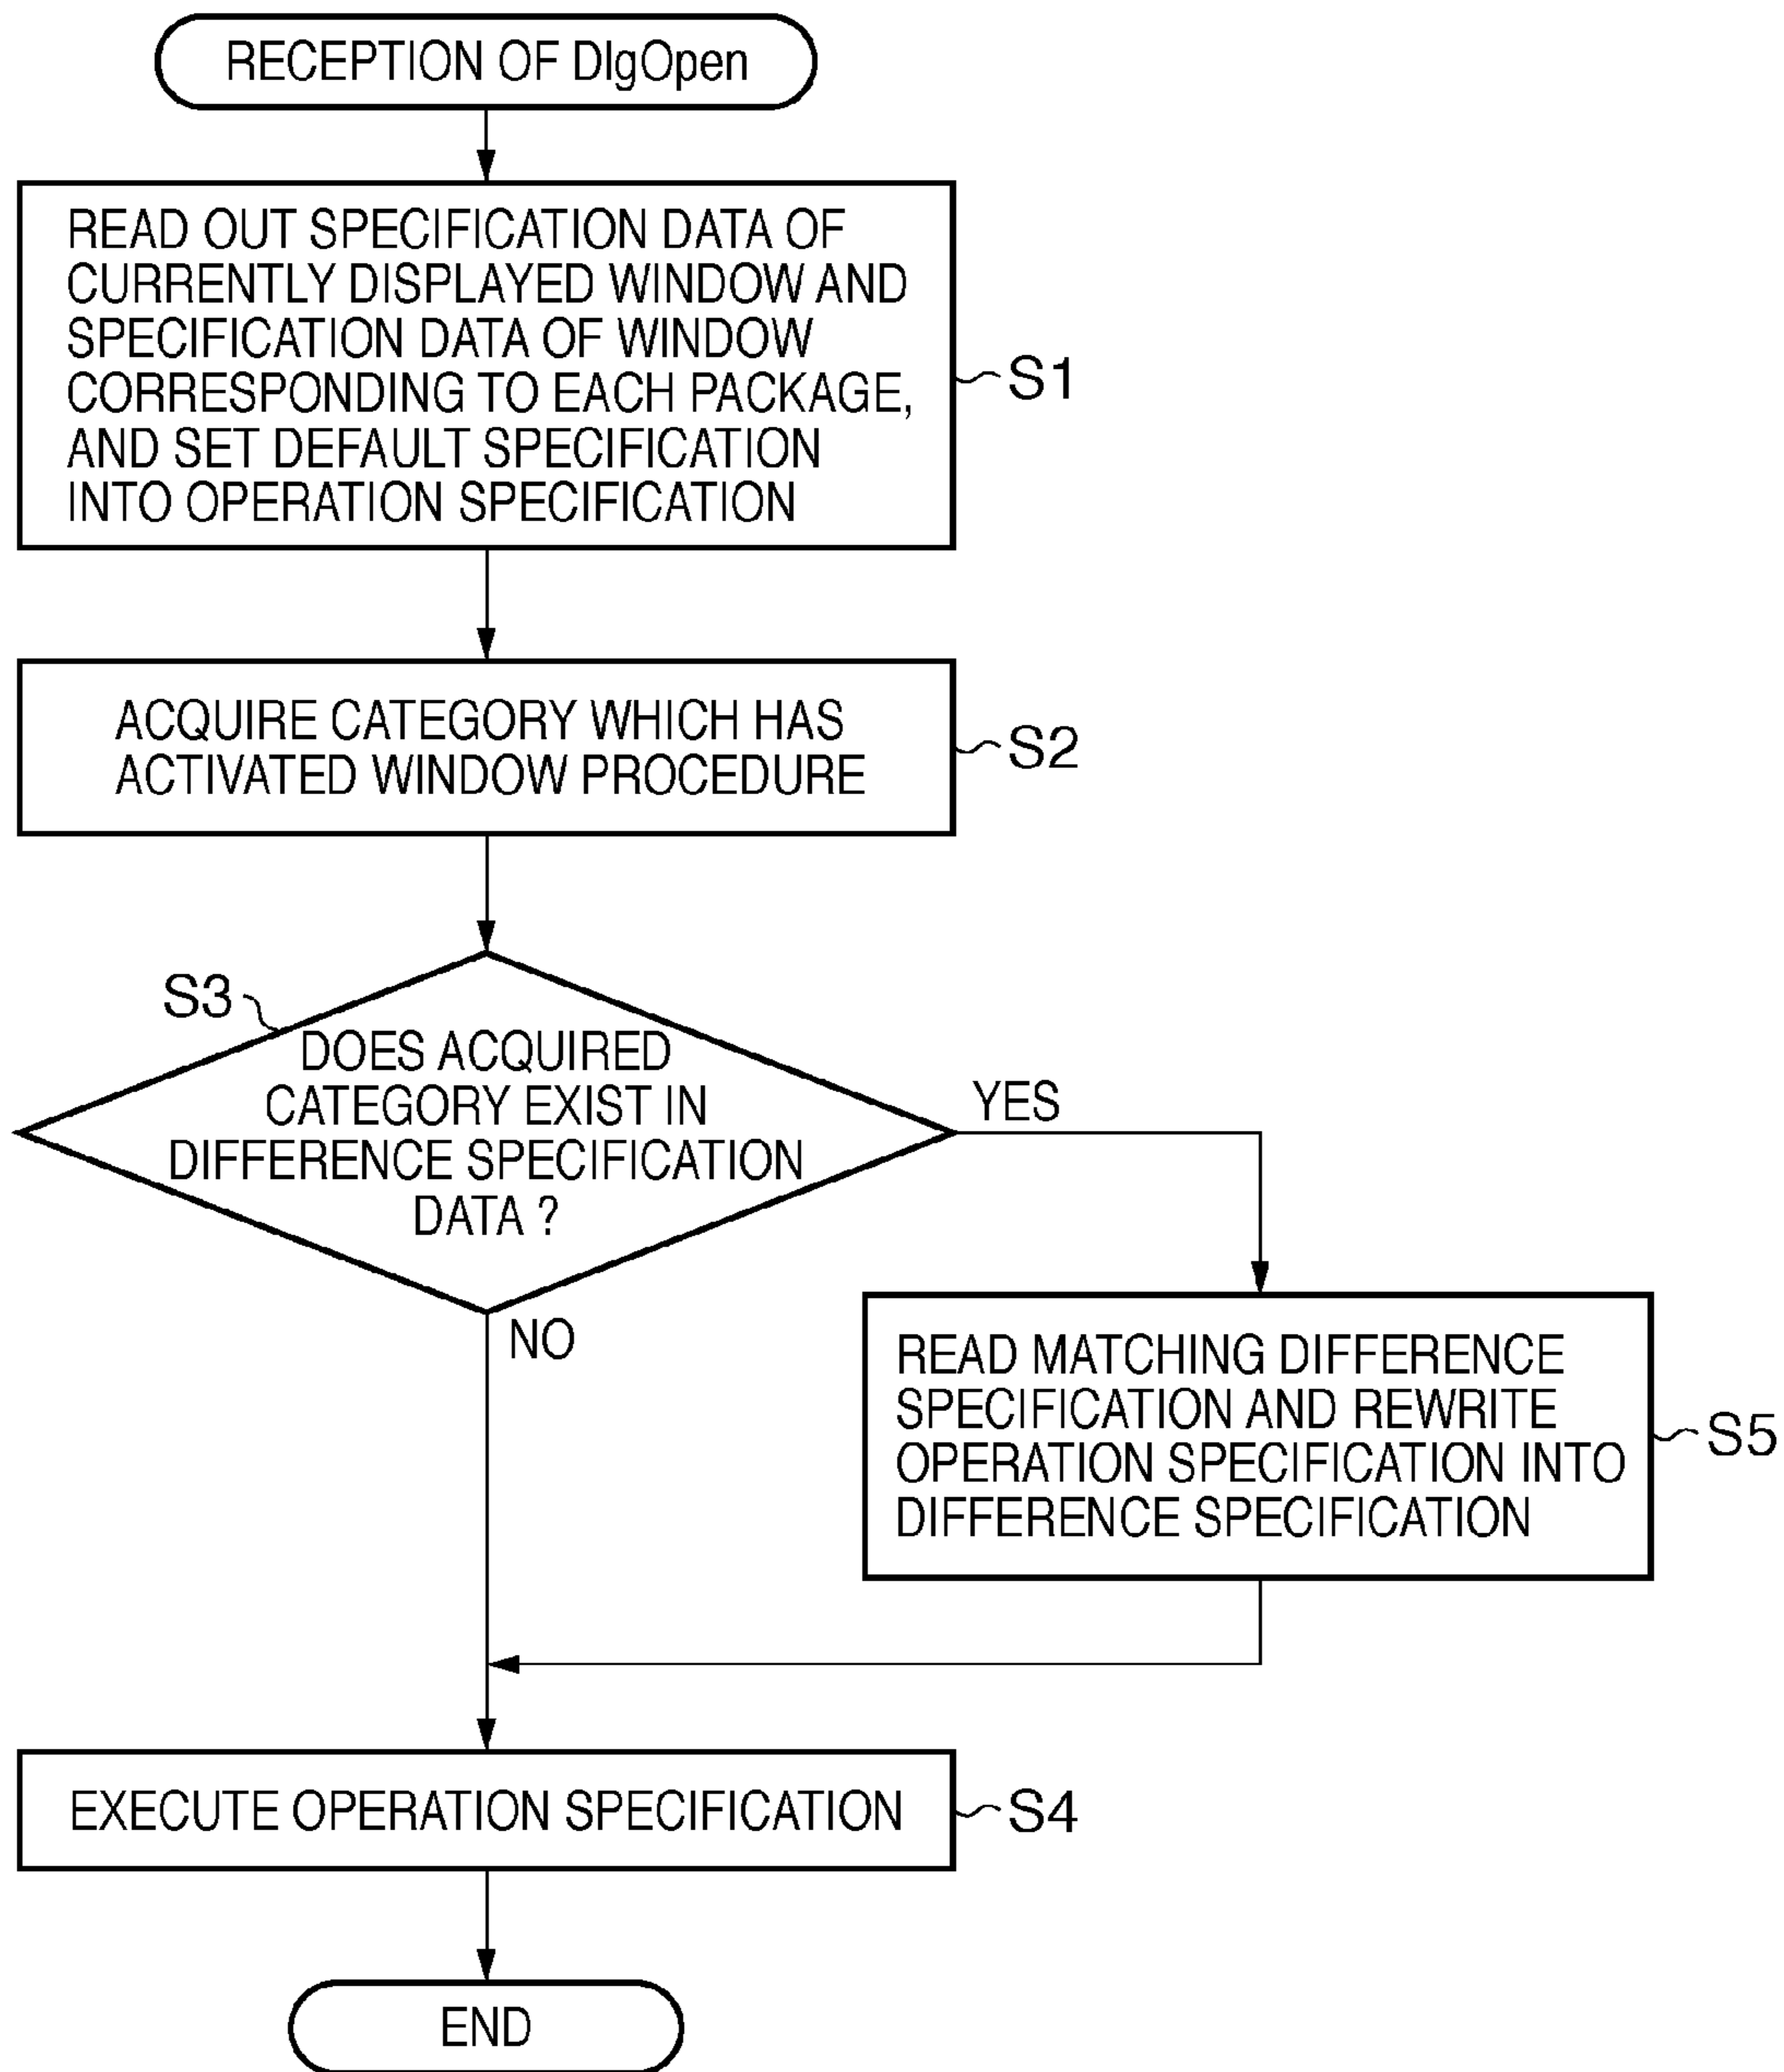 RECEPTION OF DlgOpen
READ OUT SPECIFICATION DATA OF
CURRENTLY DISPLAYED WINDOW AND
SPECIFICATION DATA OF WINDOW
CORRESPONDING TO EACH PACKAGE,
AND SET DEFAULT SPECIFICATION
INTO OPERATION SPECIFICATION
S1
ACQUIRE CATEGORY WHICH HAS
ACTIVATED WINDOW PROCEDURE
S2
S3
DOES ACQUIRED
CATEGORY EXIST IN
DIFFERENCE SPECIFICATION
DATA ?
YES
NO
READ MATCHING DIFFERENCE
SPECIFICATION AND REWRITE
OPERATION SPECIFICATION INTO
DIFFERENCE SPECIFICATION
S5
EXECUTE OPERATION SPECIFICATION
S4
END